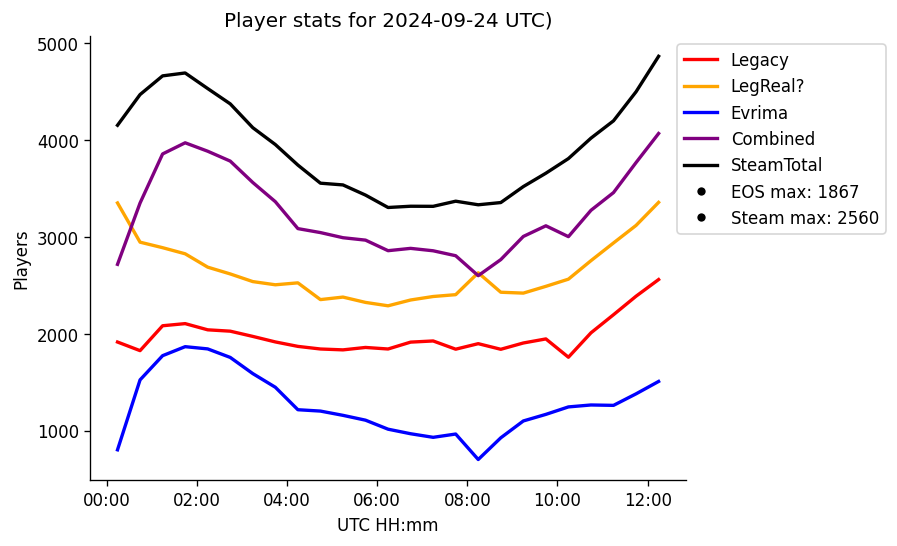 Player stats for 2024-09-24 UTC)
5000
4000
3000
2000
1000
Players
00:00 02:00 04:00 06:00 08:00 10:00 12:00
UTC HH:mm
Legacy
LegReal?
Evrima
Combined
SteamTotal
EOS max: 1867
Steam max: 2560